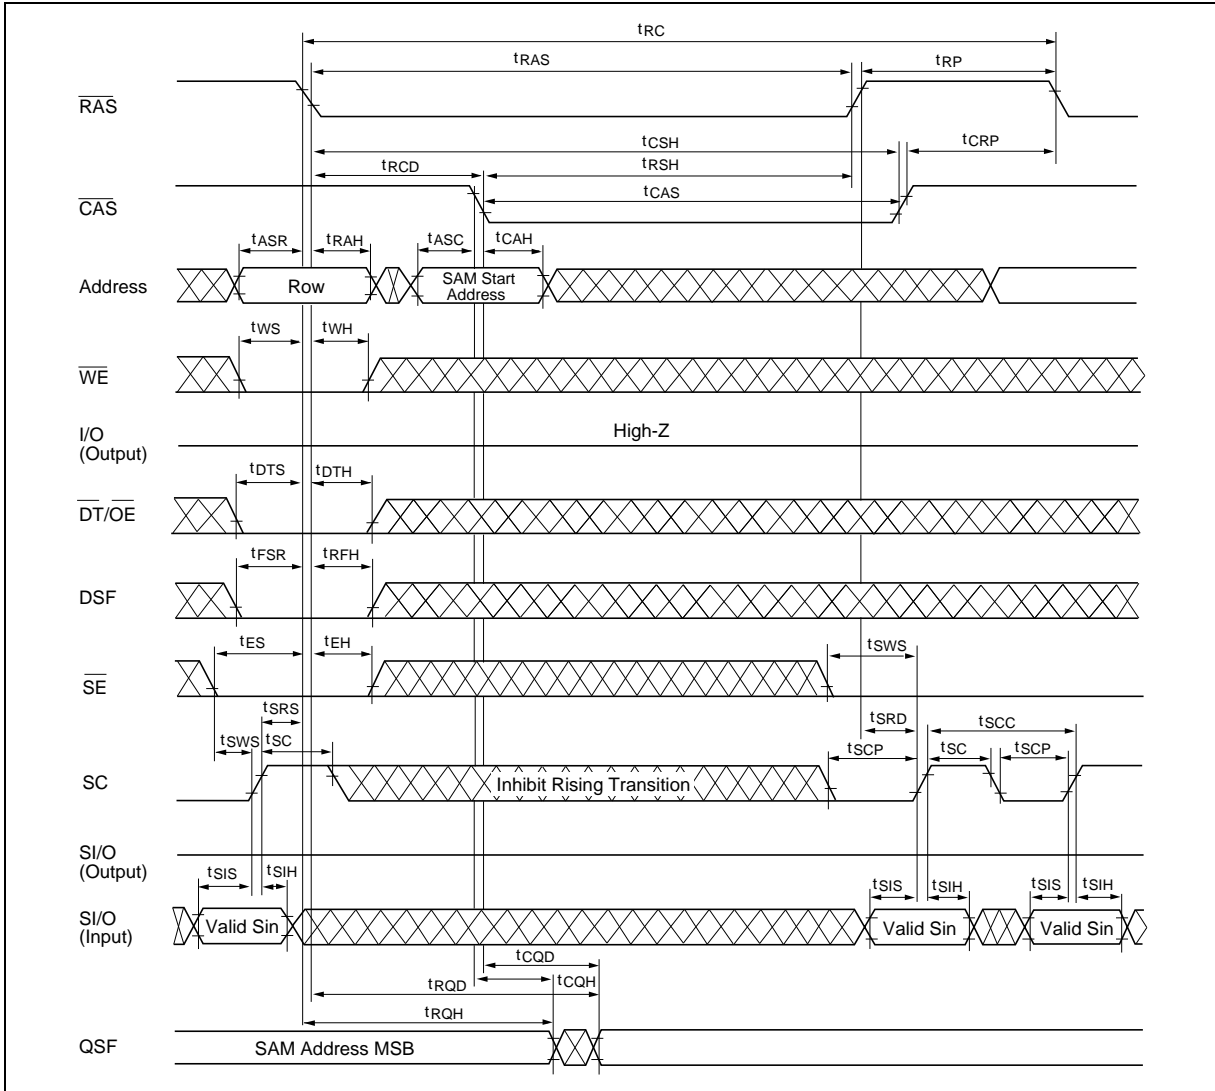 tRC
tRAS
tRP
RAS
tCSH
tCRP
tRCD
tRSH
CAS
tCAS
tASR
tRAH
tASC
tCAH
Address
Row
SAM Start
Address
tWS
tWH
WE
I/O
(Output)
High-Z
tDTS
tDTH
DT/OE
tFSR
tRFH
DSF
tES
tEH
tSWS
SE
tSRS
tSRD
tSCC
tSWS
tSC
tSCP
tSC
tSCP
SC
Inhibit Rising Transition
SI/O
(Output)
tSIS
tSIH
tSIS
tSIH
tSIS
tSIH
SI/O
(Input)
Valid Sin
Valid Sin
Valid Sin
tCQD
tRQD
tCQH
tRQH
QSF
SAM Address MSB